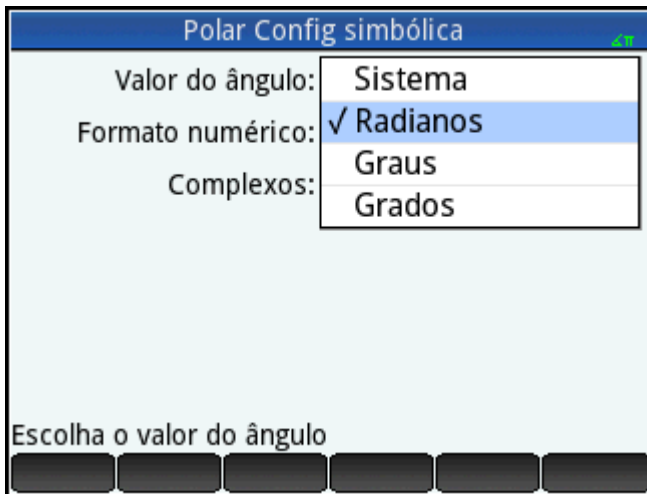 Polar Config simbólica
∡π
Valor do ângulo: Sistema
Formato numérico: √ Radianos
Graus
Complexos:
Grados
Escolha o valor do ângulo